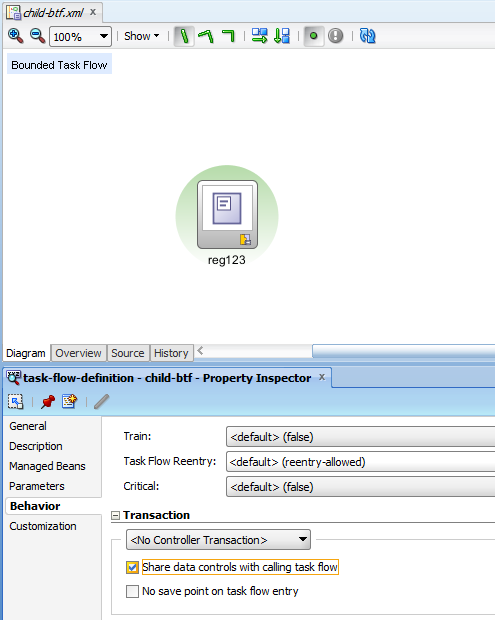 child-btf.xml x
100% Show
Bounded Task Flow
reg123
Diagram Overview Source History
task-flow-definition - child-btf - Property Inspector x
General
Description
Managed Beans
Parameters
Behavior
Customization
Train: <default> (false)
Task Flow Reentry: <default> (reentry-allowed)
Critical: <default> (false)
Transaction
<No Controller Transaction>
Share data controls with calling task flow
No save point on task flow entry